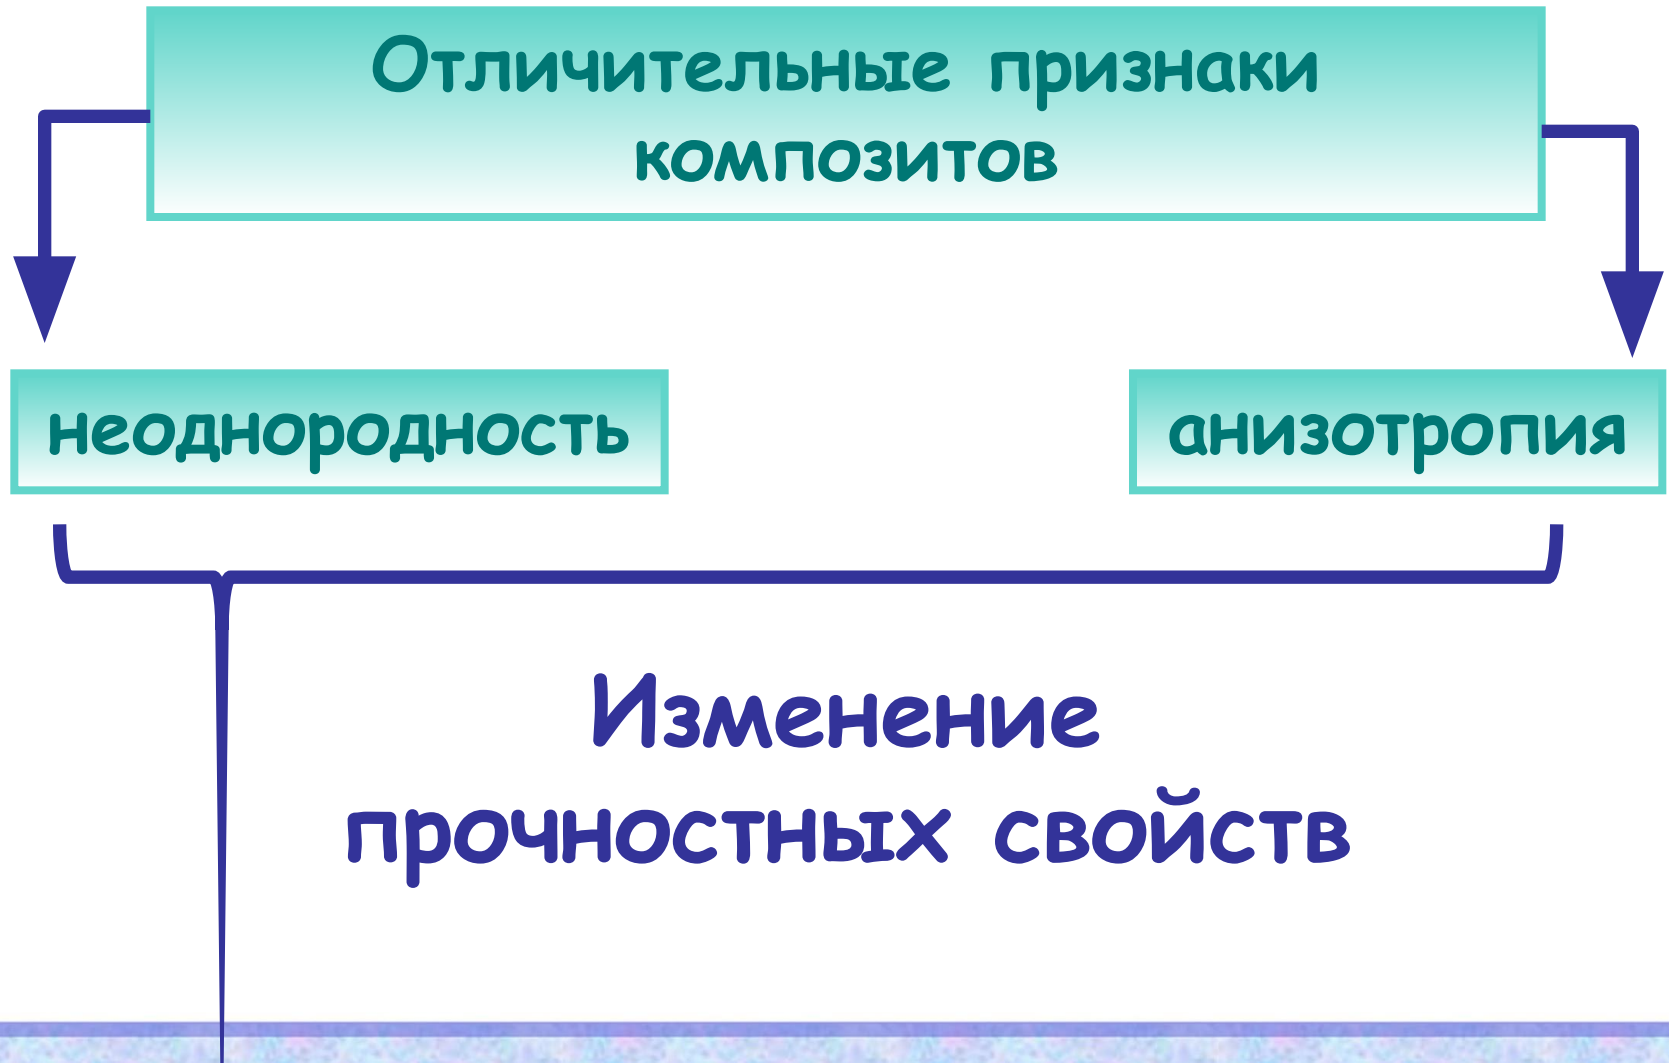 Отличительные признаки
композитов
неоднородность
анизотропия
Изменение
прочностных свойств